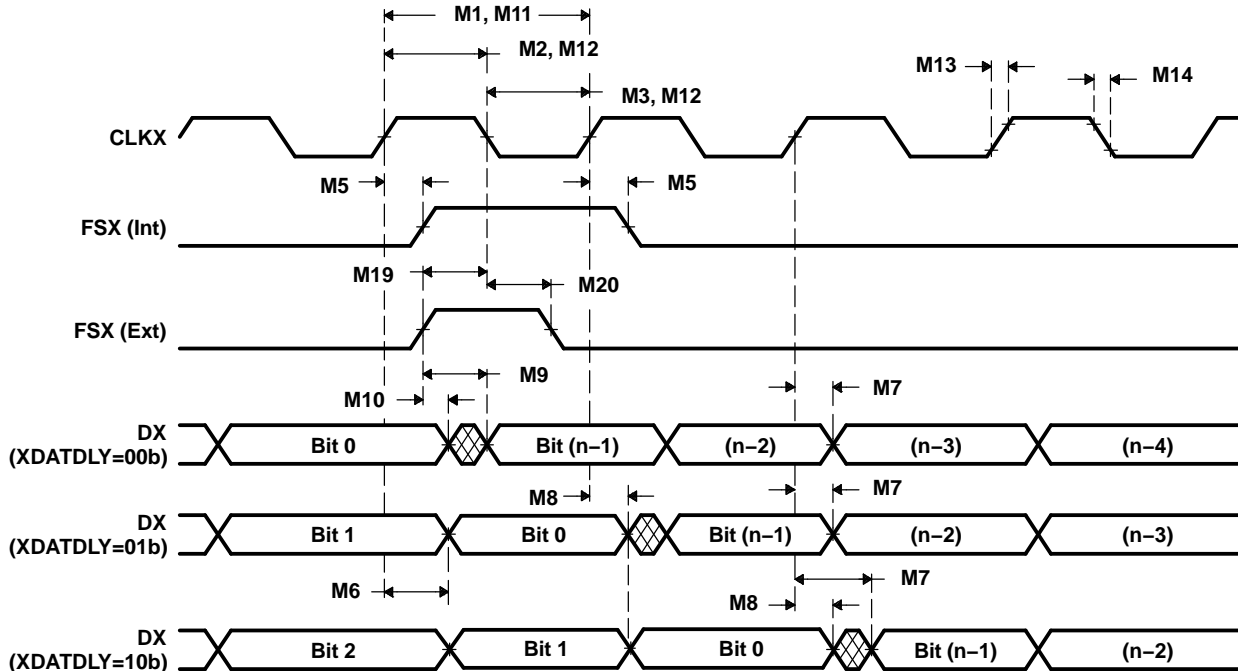 M1, M11
M2, M12
M13
M14
M3, M12
CLKX
M5
M5
FSX (Int)
M19
M20
FSX (Ext)
M9
M10
M7
DX
(XDATDLY=00b)
Bit 0
Bit (n−1)
(n−2)
(n−3)
(n−4)
M8
M7
DX
(XDATDLY=01b)
Bit 1
Bit 0
Bit (n−1)
(n−2)
(n−3)
M6
M7
M8
DX
(XDATDLY=10b)
Bit 2
Bit 1
Bit 0
Bit (n−1)
(n−2)